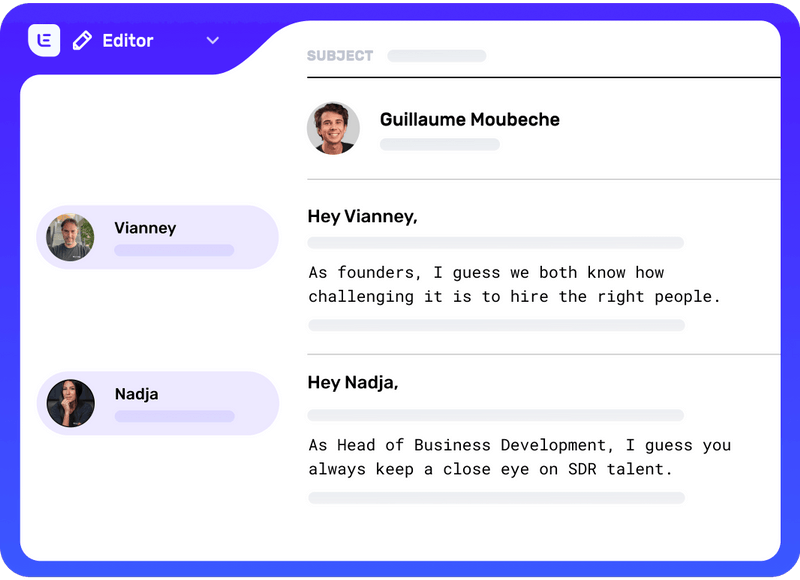 LE Editor
SUBJECT
Guillaume Moubeche
Vianney
Hey Vianney,
As founders, I guess we both know how
challenging it is to hire the right people.
Nadja
Hey Nadja,
As Head of Business Development, I guess you
always keep a close eye on SDR talent.